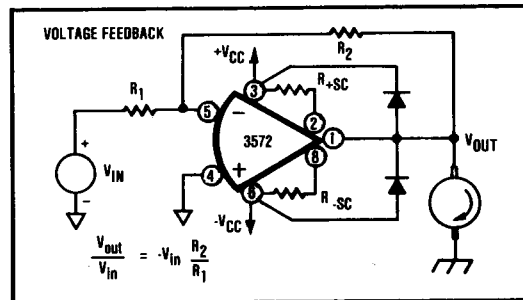 VOLTAGE FEEDBACK
R2
+VCC
R1
R+SC
3
5
−
2
1
3572
VOUT
8
4
+
+
VIN
−
6
R-SC
-VCC
Vout / Vin = -Vin R2 / R1